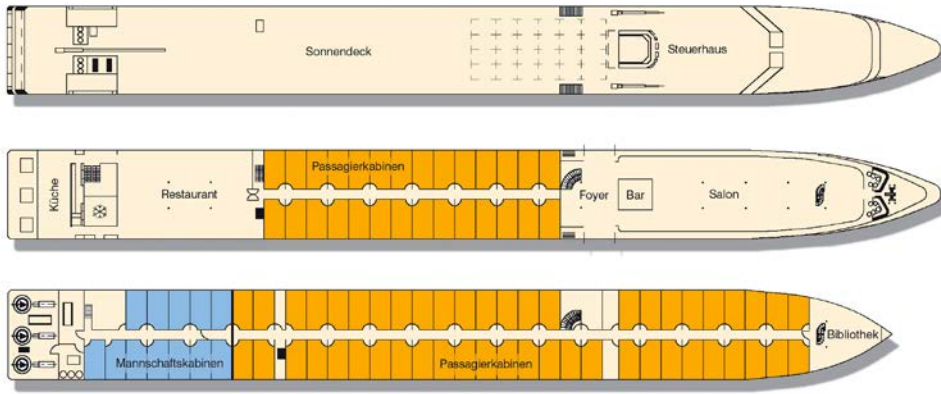 Sonnendeck
Steuerhaus
Passagierkabinen
Küche
Restaurant
Foyer
Bar
Salon
Bibliothek
Mannschaftskabinen
Passagierkabinen